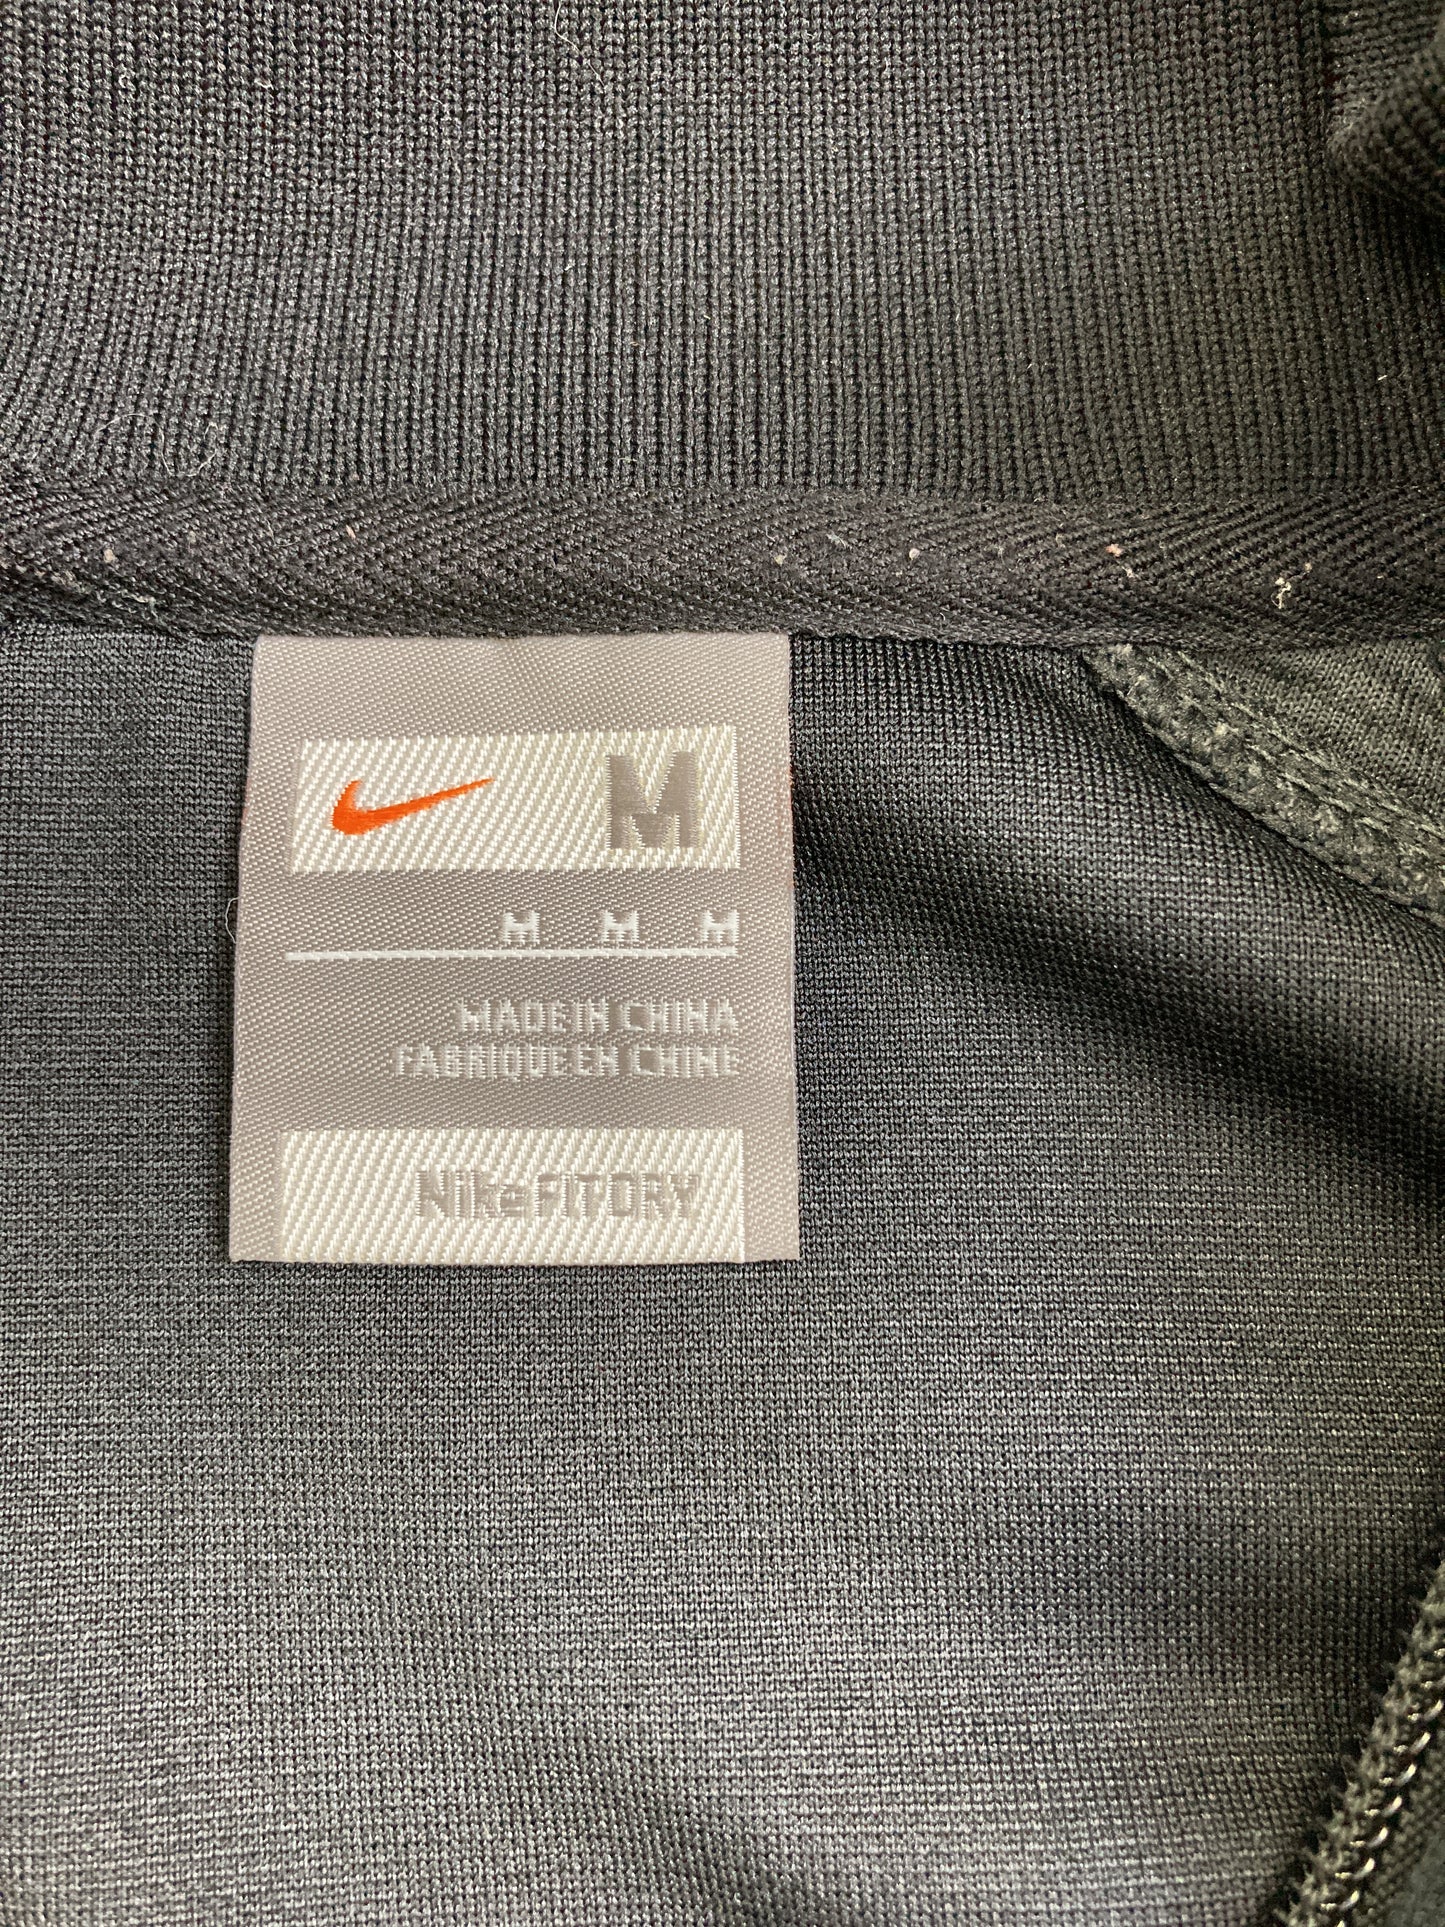 M
M M M
MADE IN CHINA
FABRIQUE EN CHINE
Nike FIT DRY